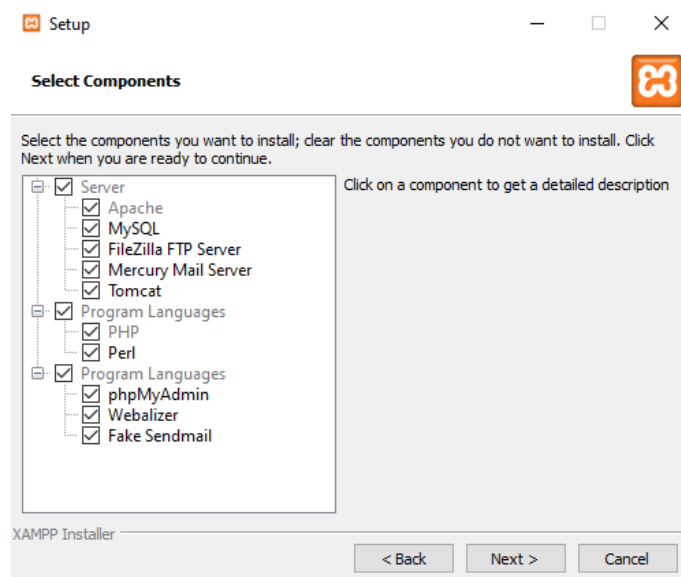 Setup
Select Components
Select the components you want to install; clear the components you do not want to install. Click
Next when you are ready to continue.
Server
Apache
MySQL
FileZilla FTP Server
Mercury Mail Server
Tomcat
Program Languages
PHP
Perl
Program Languages
phpMyAdmin
Webalizer
Fake Sendmail
Click on a component to get a detailed description
XAMPP Installer
< Back
Next >
Cancel